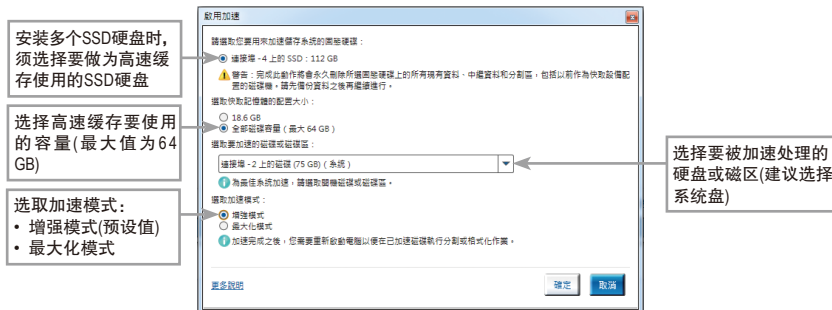 安装多个SSD硬盘时,
须选择要做为高速缓
存使用的SSD硬盘
选择高速缓存要使用
的容量(最大值为64
GB)
选取加速模式:
• 增强模式(预设值)
• 最大化模式
啟用加速
請選取您要用來加速儲存系統的固態硬碟:
連接埠 - 4 上的 SSD:112 GB
警告:完成此動作將會永久刪除所選固態硬碟上的所有現有資料、中繼資料和分割區,包括以前作為快取設備配
置的磁碟機。請先備份資料之後再繼續進行。
選取快取記憶體的配置大小:
18.6 GB
全部磁碟容量(最大 64 GB)
選取要加速的磁碟或磁碟區:
連接埠 - 2 上的磁碟 (75 GB)(系統)
為最佳系統加速,請選取開機磁碟或磁碟區。
選取加速模式:
增強模式
最大化模式
加速完成之後,您需要重新啟動電腦以便在已加速磁碟執行分割或格式化作業。
更多說明
確定
取消
选择要被加速处理的
硬盘或磁区(建议选择
系统盘)